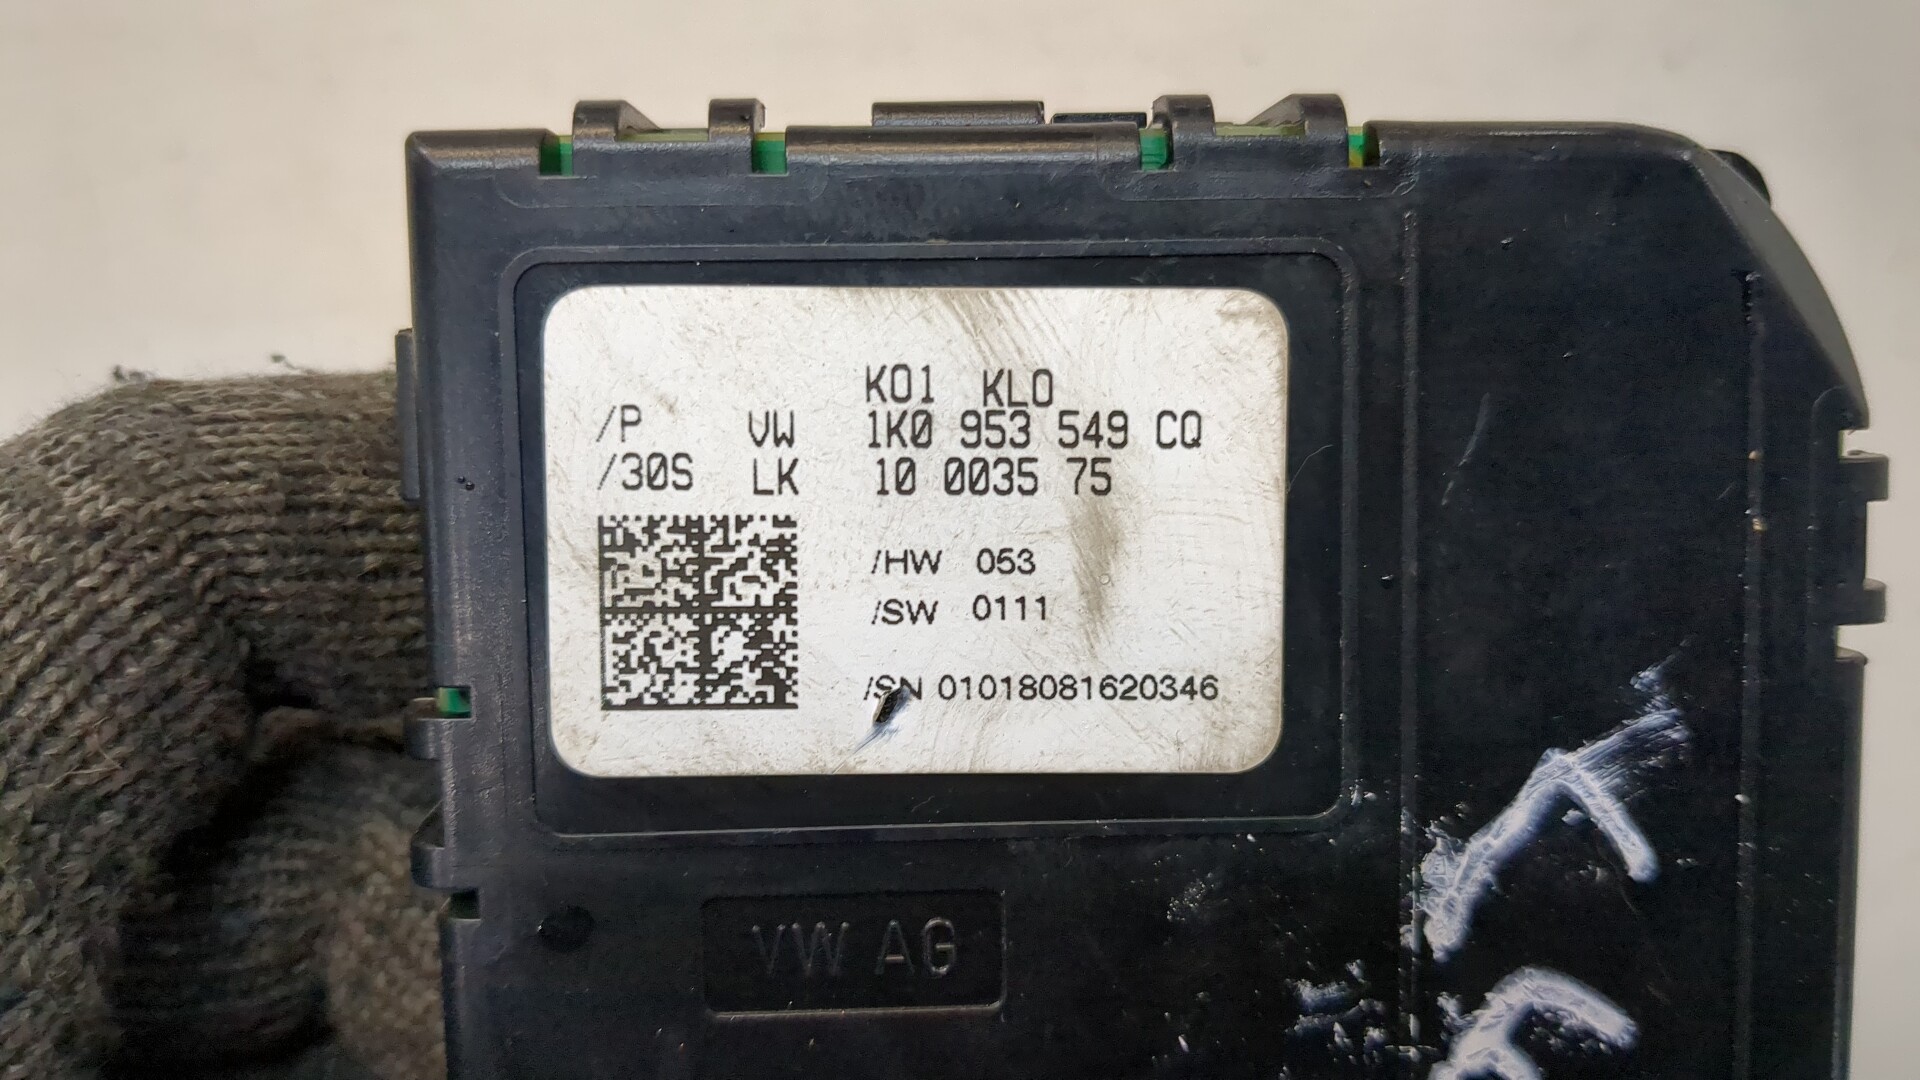 K01 KLO
/P VW 1K0 953 549 CQ
/30S LK 10 0035 75
/HW 053
/SW 0111
/SN 01018081620346
VW AG